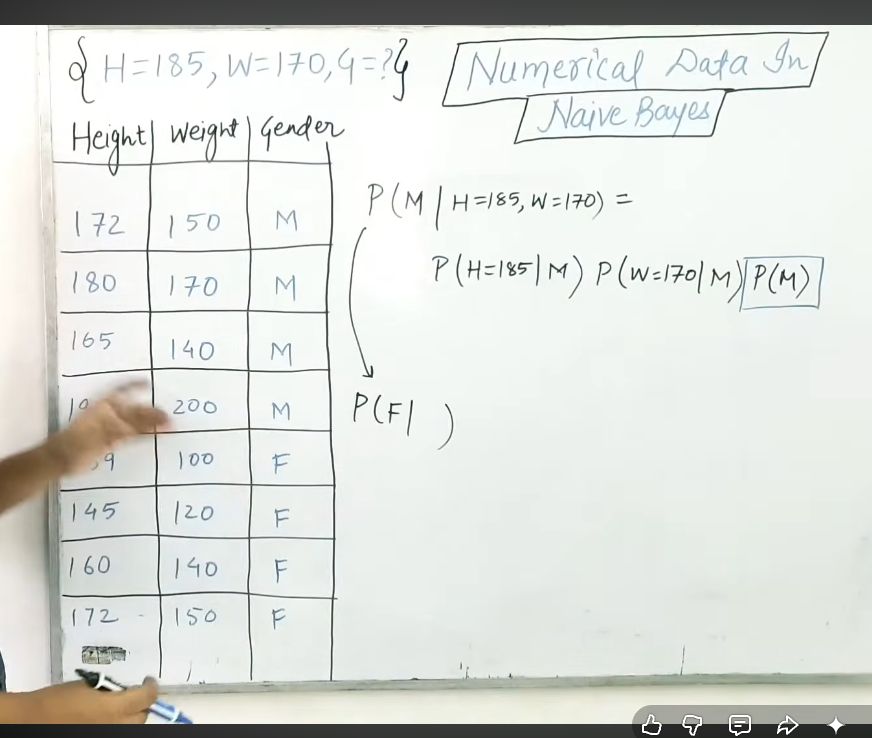 { H=185, W=170, G=? }
Numerical Data In
Naive Bayes
Height Weight Gender
172 150 M
180 170 M
165 140 M
200 M
100 F
145 120 F
160 140 F
172 150 F
P(M | H=185, W=170) =
P(H=185 | M) P(W=170 | M) P(M)
P(F | )